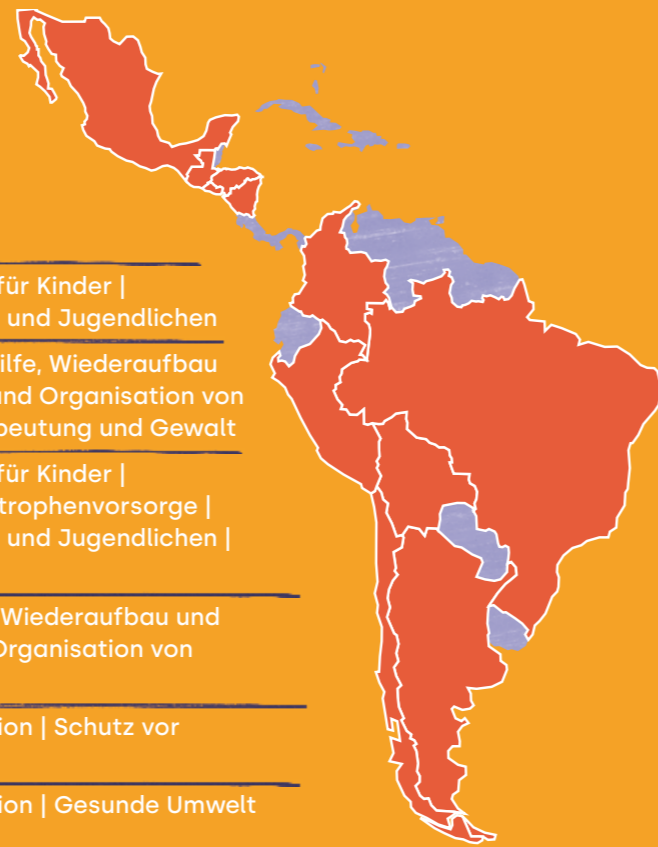 für Kinder |
und Jugendlichen
ilfe, Wiederaufbau
und Organisation von
beutung und Gewalt
für Kinder |
trophenvorsorge |
und Jugendlichen |
Wiederaufbau und
Organisation von
ion | Schutz vor
ion | Gesunde Umwelt